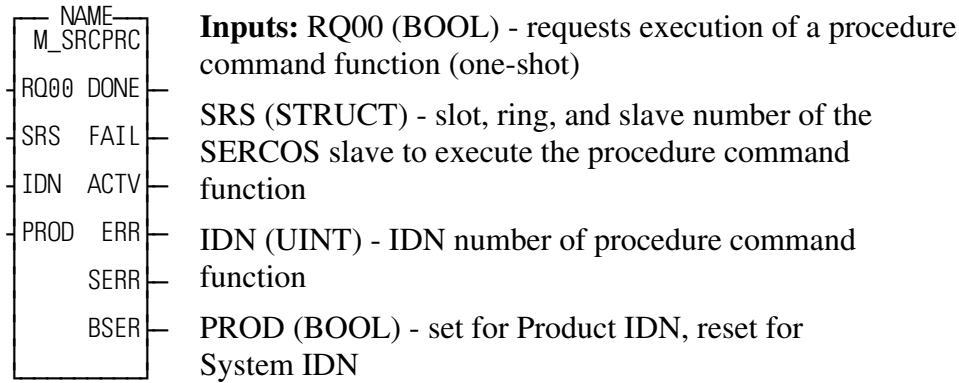 NAME
M_SRCPRC
RQ00 DONE
SRS FAIL
IDN ACTV
PROD ERR
SERR
BSER
Inputs: RQ00 (BOOL) - requests execution of a procedure
command function (one-shot)
SRS (STRUCT) - slot, ring, and slave number of the
SERCOS slave to execute the procedure command
function
IDN (UINT) - IDN number of procedure command
function
PROD (BOOL) - set for Product IDN, reset for
System IDN